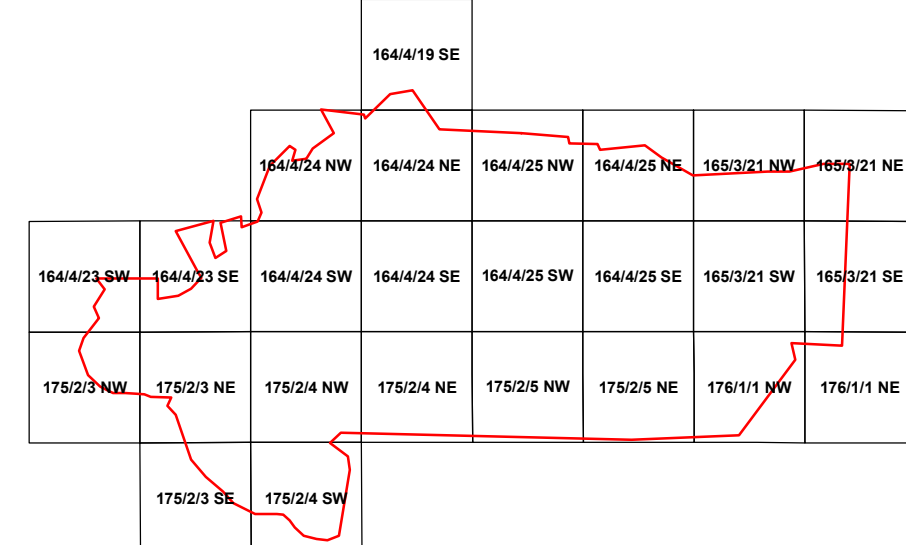 164/4/19 SE
164/4/24 NW
164/4/24 NE
164/4/25 NW
164/4/25 NE
165/3/21 NW
165/3/21 NE
164/4/23 SW
164/4/23 SE
164/4/24 SW
164/4/24 SE
164/4/25 SW
164/4/25 SE
165/3/21 SW
165/3/21 SE
175/2/3 NW
175/2/3 NE
175/2/4 NW
175/2/4 NE
175/2/5 NW
175/2/5 NE
176/1/1 NW
176/1/1 NE
175/2/3 SE
175/2/4 SW